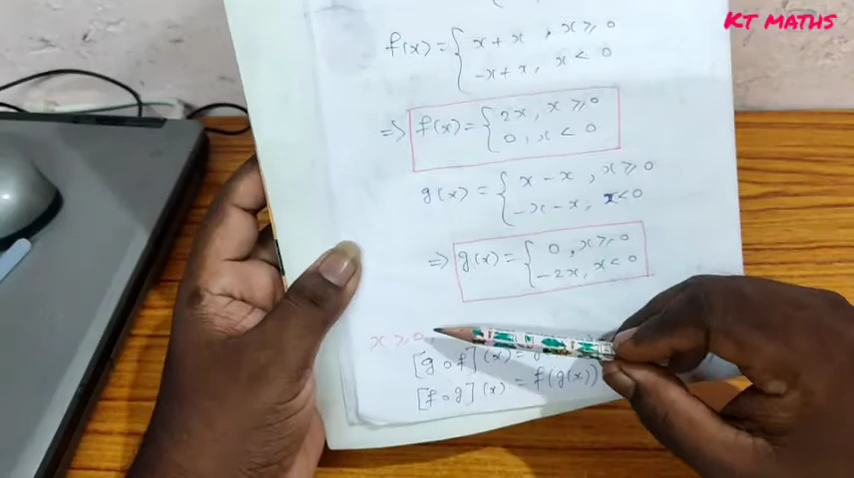 KT MATHS
f(x) = { x + x , x ≥ 0
-x + x , x < 0
⇒ f(x) = { 2x , x ≥ 0
0 , x < 0
g(x) = { x - x , x ≥ 0
-x - x , x < 0
⇒ g(x) = { 0 , x ≥ 0
-2x , x < 0
x ≥ 0,
[g o f] (x) =
[f o g] (x) = f(g(x))